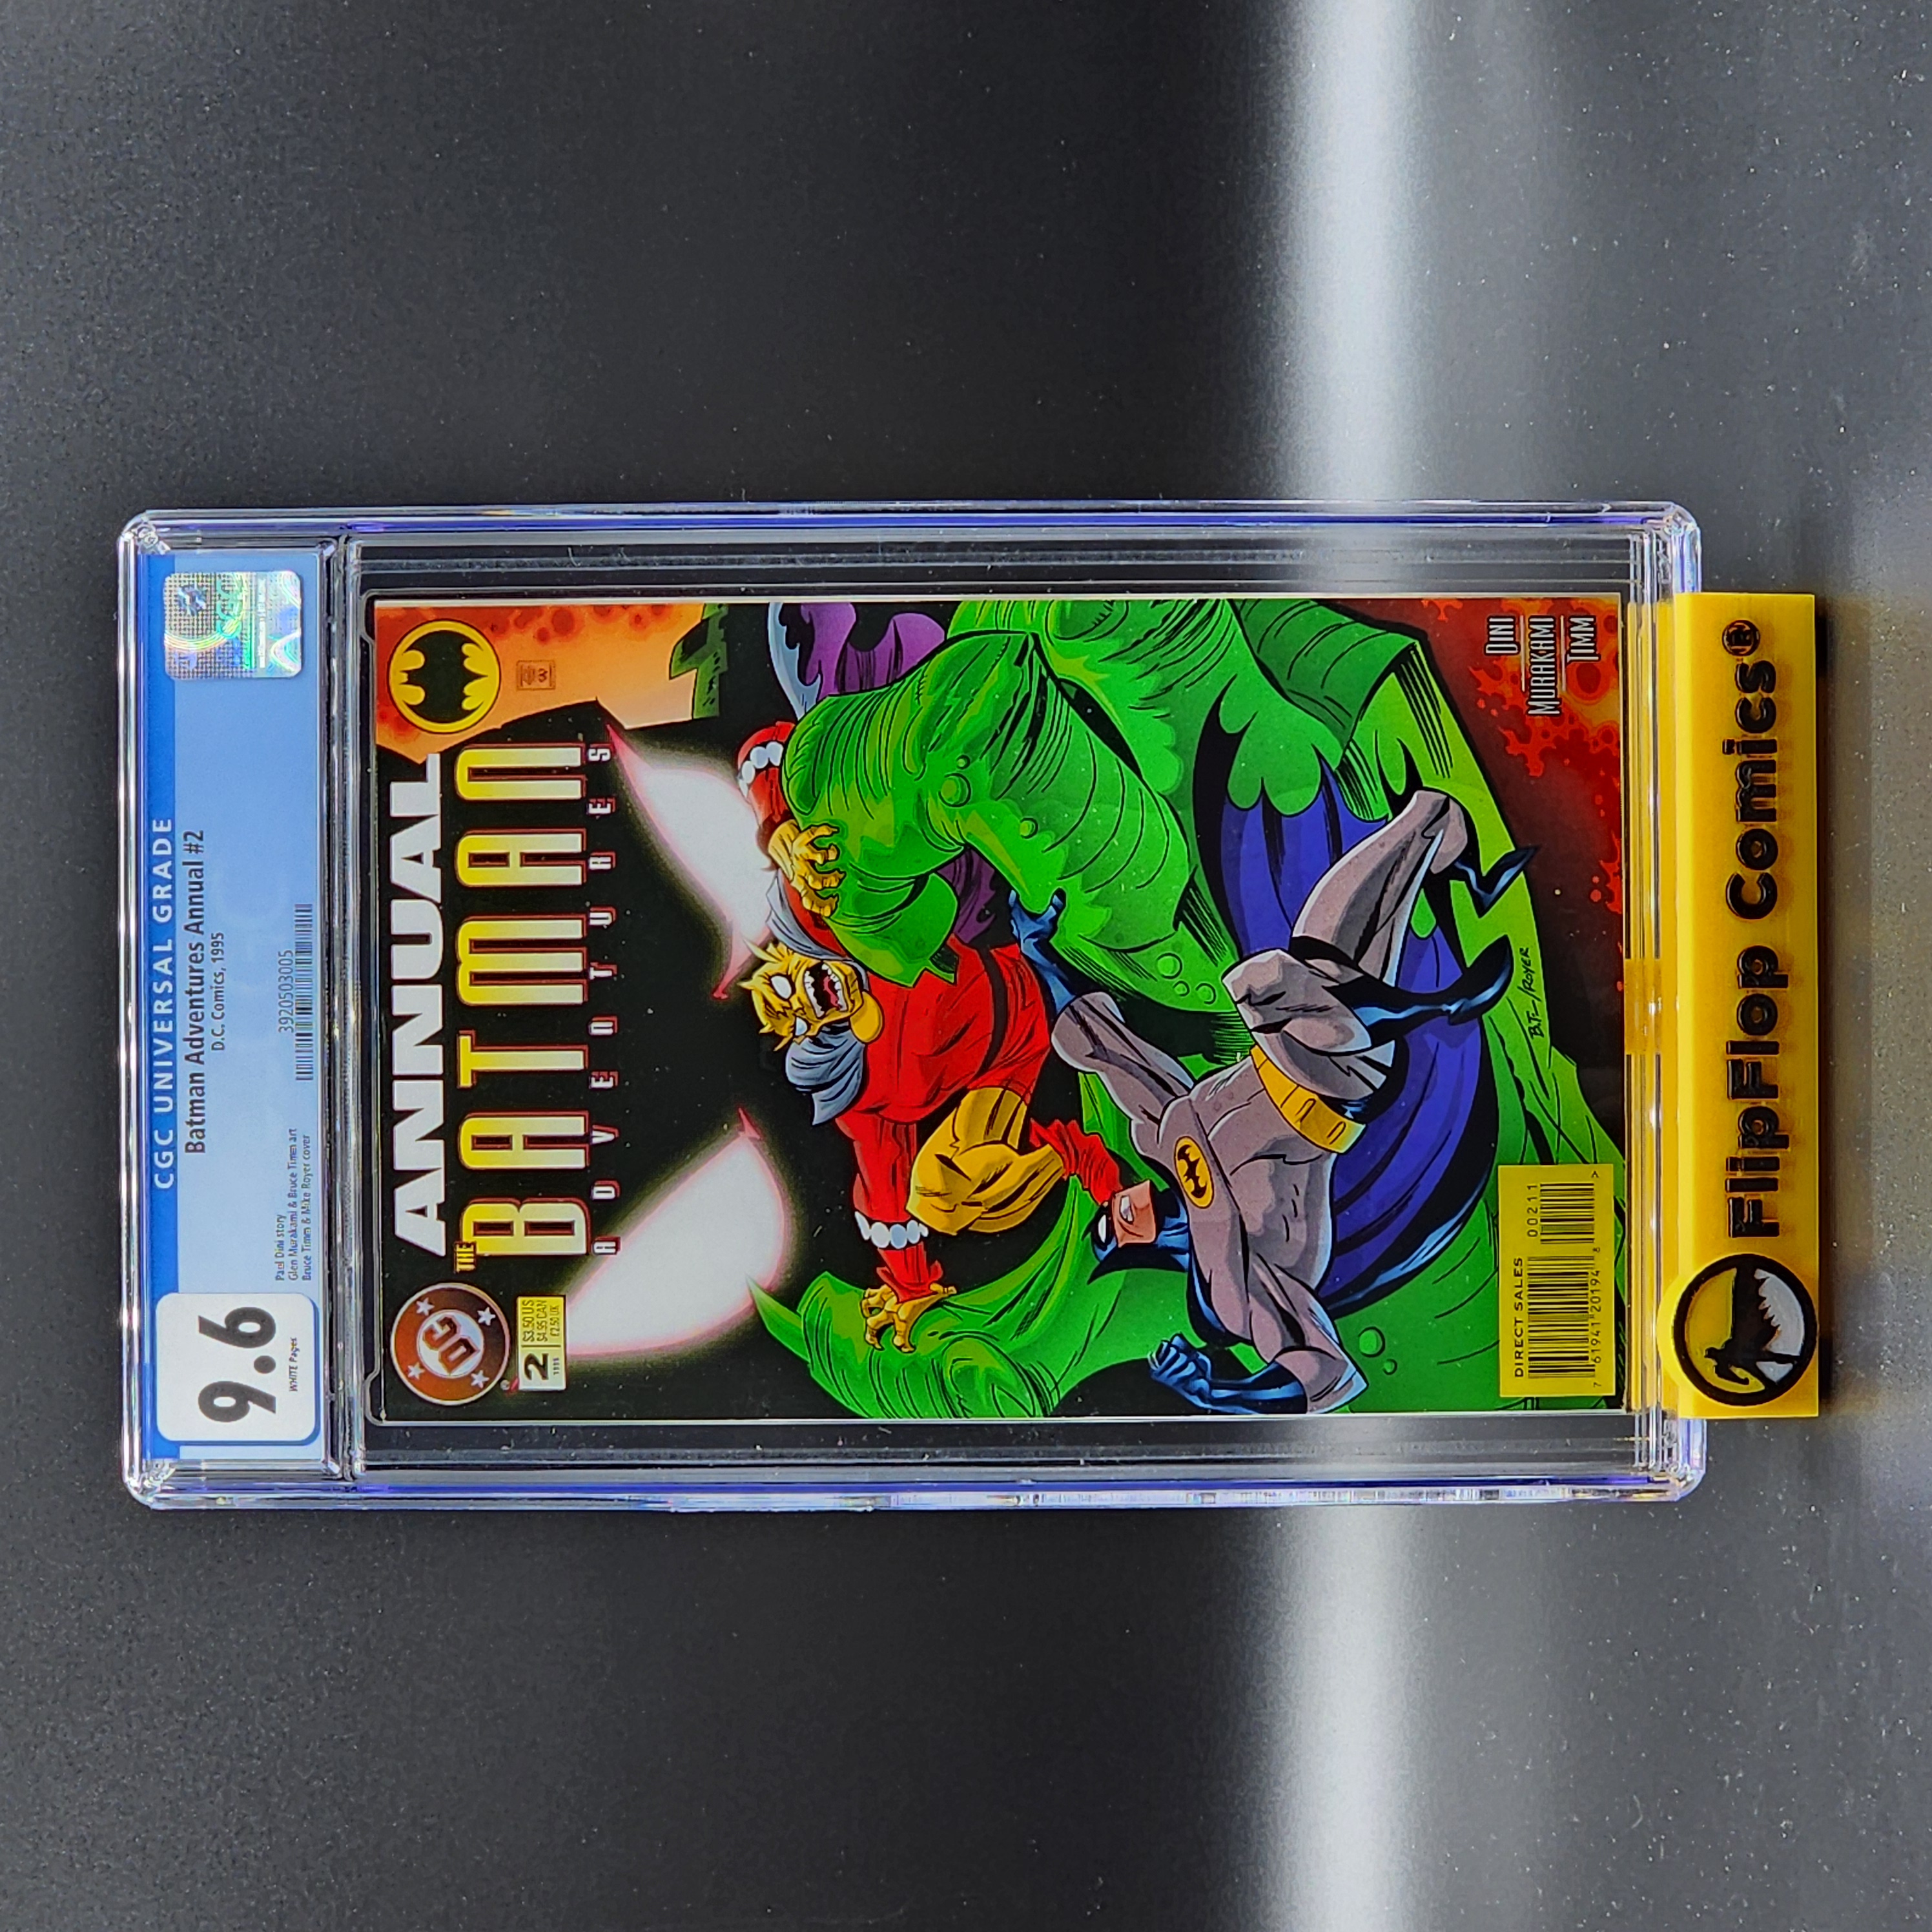 CGC UNIVERSAL GRADE
9.6
WHITE Pages
Batman Adventures Annual #2
D.C. Comics, 1995
Paul Dini story
Glen Murakami & Bruce Timm art
Bruce Timm & Mike Royer cover
3920503005
CGC
DC
ANNUAL
THE
BATMAN
ADVENTURES
2
1995
$3.50 US
$4.95 CAN
£2.50 UK
B.T./ROYER
DINI
MURAKAMI
TIMM
DIRECT SALES
00211
7 61941 20194 8 >
FlipFlop Comics®